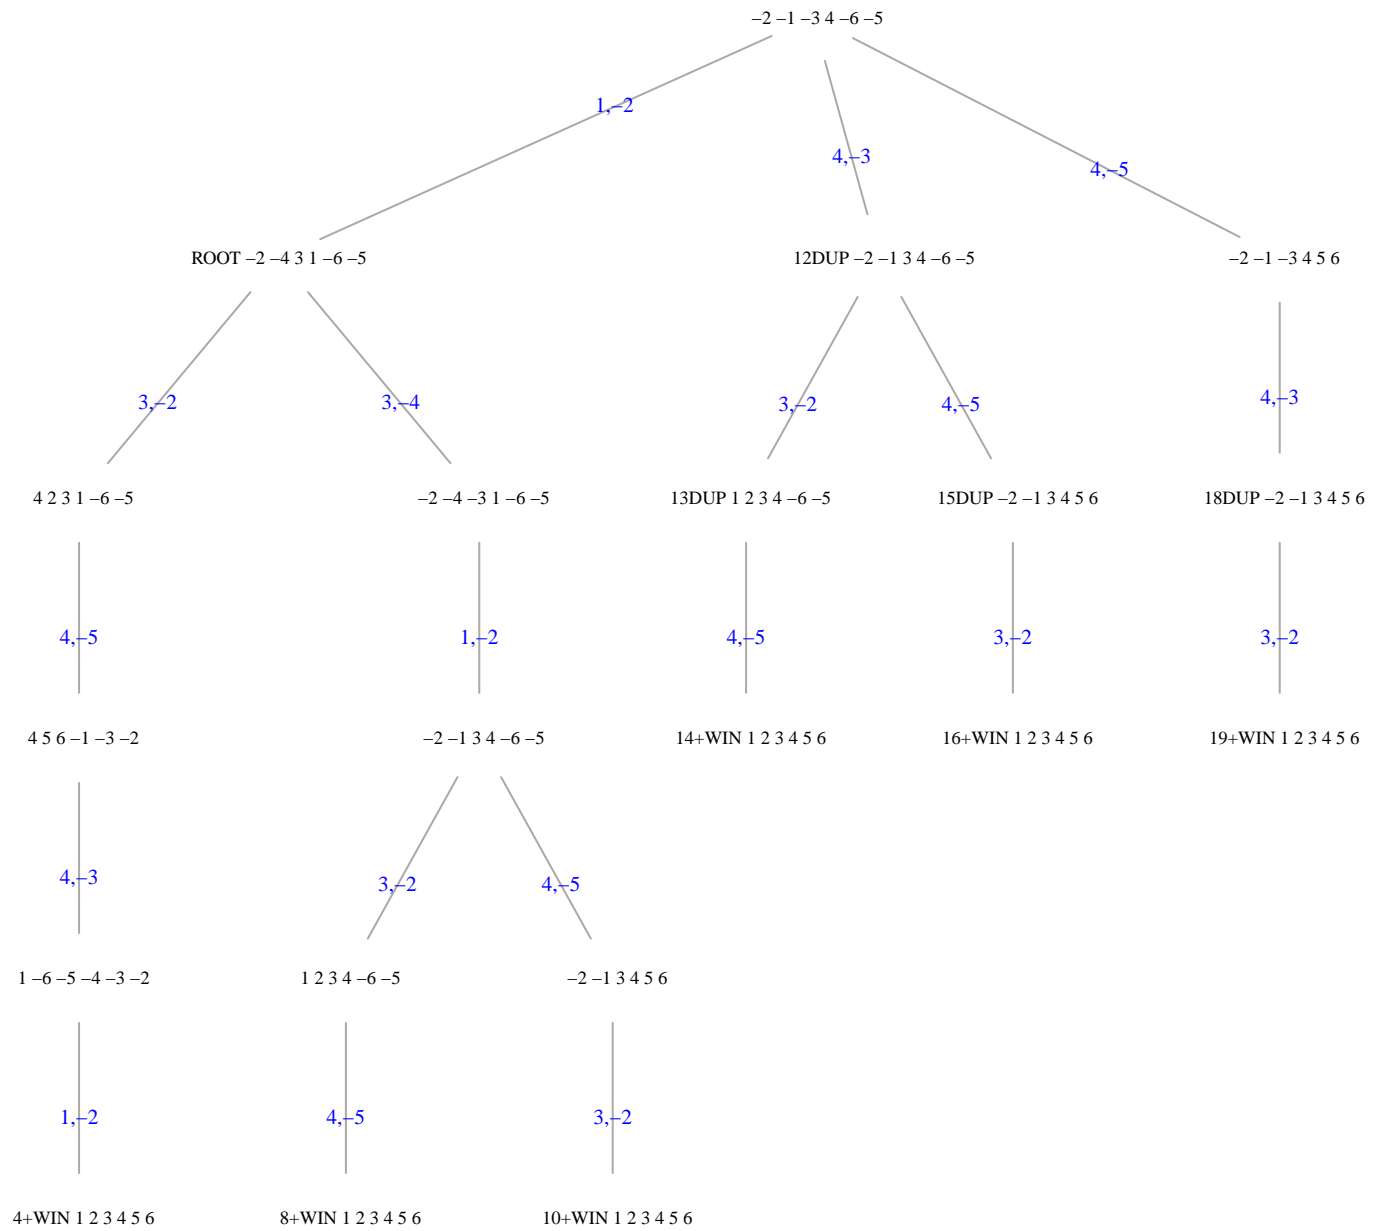 –2 –1 –3 4 –6 –5
1,–2
4,–3
4,–5
ROOT –2 –4 3 1 –6 –5
12DUP –2 –1 3 4 –6 –5
–2 –1 –3 4 5 6
3,–2
3,–4
3,–2
4,–5
4,–3
4 2 3 1 –6 –5
–2 –4 –3 1 –6 –5
13DUP 1 2 3 4 –6 –5
15DUP –2 –1 3 4 5 6
18DUP –2 –1 3 4 5 6
4,–5
1,–2
4,–5
3,–2
3,–2
4 5 6 –1 –3 –2
–2 –1 3 4 –6 –5
14+WIN 1 2 3 4 5 6
16+WIN 1 2 3 4 5 6
19+WIN 1 2 3 4 5 6
4,–3
3,–2
4,–5
1 –6 –5 –4 –3 –2
1 2 3 4 –6 –5
–2 –1 3 4 5 6
1,–2
4,–5
3,–2
4+WIN 1 2 3 4 5 6
8+WIN 1 2 3 4 5 6
10+WIN 1 2 3 4 5 6